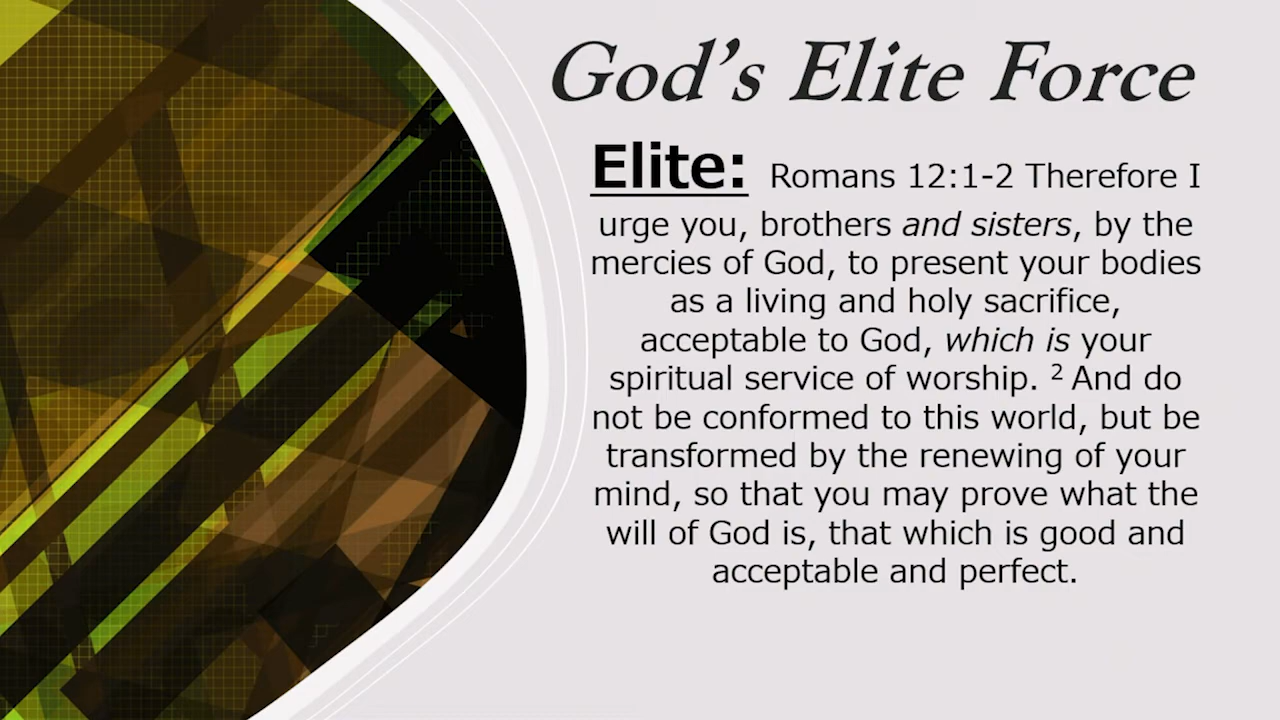 God’s Elite Force
Elite: Romans 12:1-2 Therefore I
urge you, brothers and sisters, by the
mercies of God, to present your bodies
as a living and holy sacrifice,
acceptable to God, which is your
spiritual service of worship. ² And do
not be conformed to this world, but be
transformed by the renewing of your
mind, so that you may prove what the
will of God is, that which is good and
acceptable and perfect.